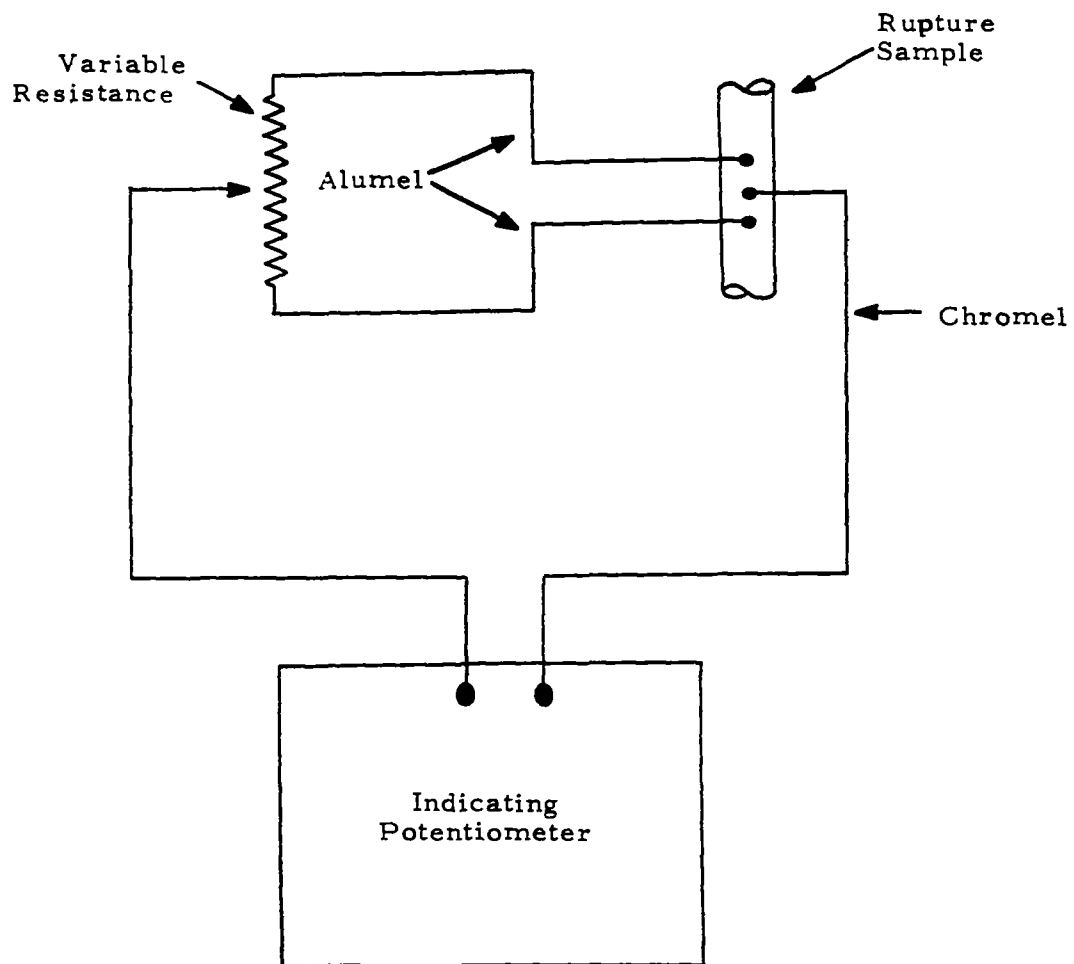 Rupture
Sample
Variable
Resistance
Alumel
Chromel
Indicating
Potentiometer